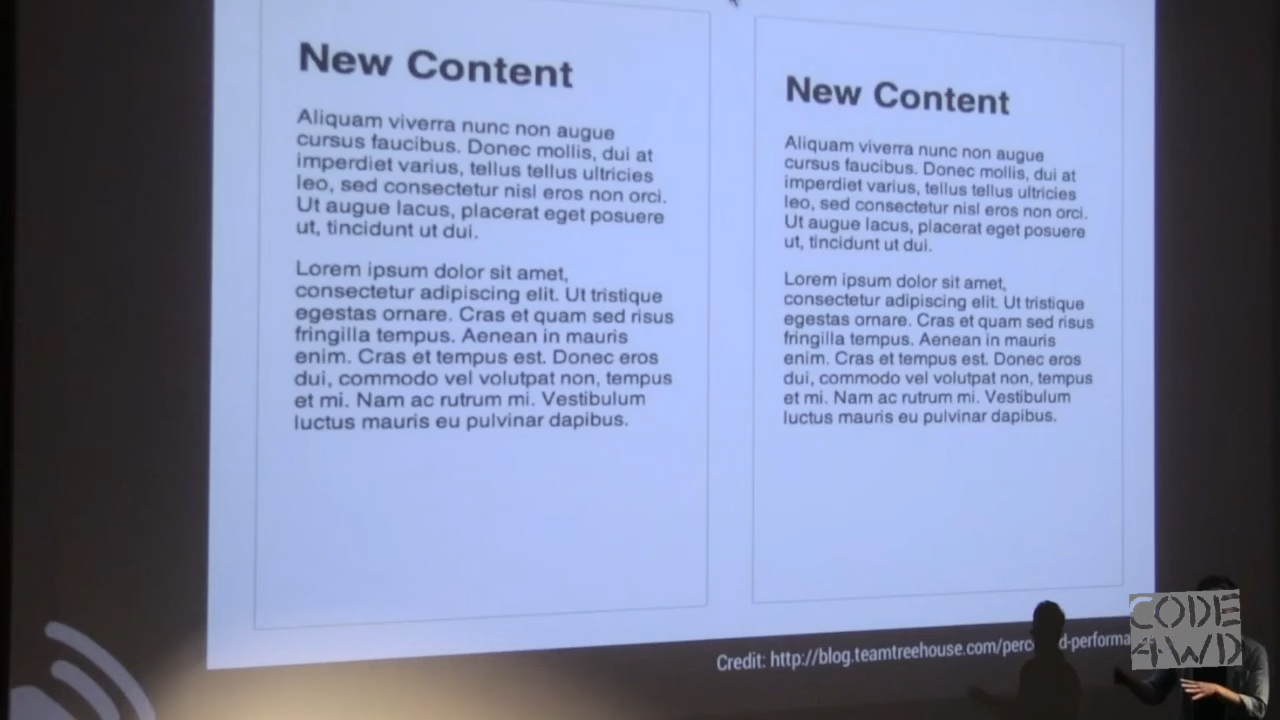 New Content
Aliquam viverra nunc non augue
cursus faucibus. Donec mollis, dui at
imperdiet varius, tellus tellus ultricies
leo, sed consectetur nisl eros non orci.
Ut augue lacus, placerat eget posuere
ut, tincidunt ut dui.
Lorem ipsum dolor sit amet,
consectetur adipiscing elit. Ut tristique
egestas ornare. Cras et quam sed risus
fringilla tempus. Aenean in mauris
enim. Cras et tempus est. Donec eros
dui, commodo vel volutpat non, tempus
et mi. Nam ac rutrum mi. Vestibulum
luctus mauris eu pulvinar dapibus.
New Content
Aliquam viverra nunc non augue
cursus faucibus. Donec mollis, dui at
imperdiet varius, tellus tellus ultricies
leo, sed consectetur nisl eros non orci.
Ut augue lacus, placerat eget posuere
ut, tincidunt ut dui.
Lorem ipsum dolor sit amet,
consectetur adipiscing elit. Ut tristique
egestas ornare. Cras et quam sed risus
fringilla tempus. Aenean in mauris
enim. Cras et tempus est. Donec eros
dui, commodo vel volutpat non, tempus
et mi. Nam ac rutrum mi. Vestibulum
luctus mauris eu pulvinar dapibus.
Credit: http://blog.teamtreehouse.com/
CODE
4WD